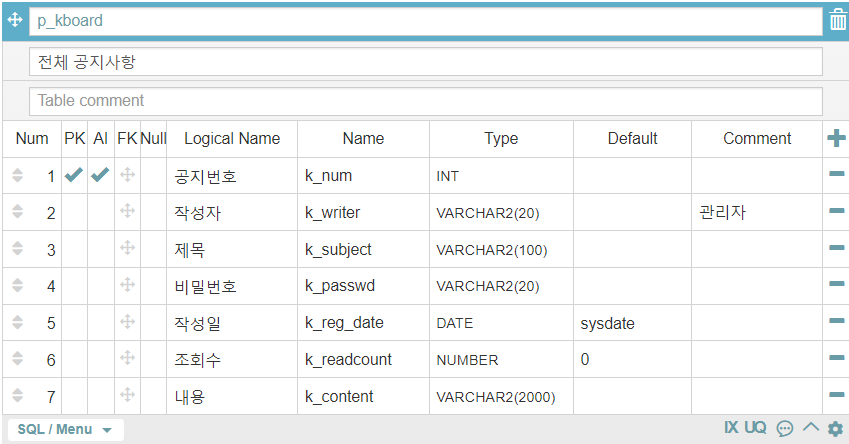 p_kboard
전체 공지사항
Table comment
Num PK AI FK Null Logical Name Name Type Default Comment
1 공지번호 k_num INT
2 작성자 k_writer VARCHAR2(20) 관리자
3 제목 k_subject VARCHAR2(100)
4 비밀번호 k_passwd VARCHAR2(20)
5 작성일 k_reg_date DATE sysdate
6 조회수 k_readcount NUMBER 0
7 내용 k_content VARCHAR2(2000)
SQL / Menu IX UQ